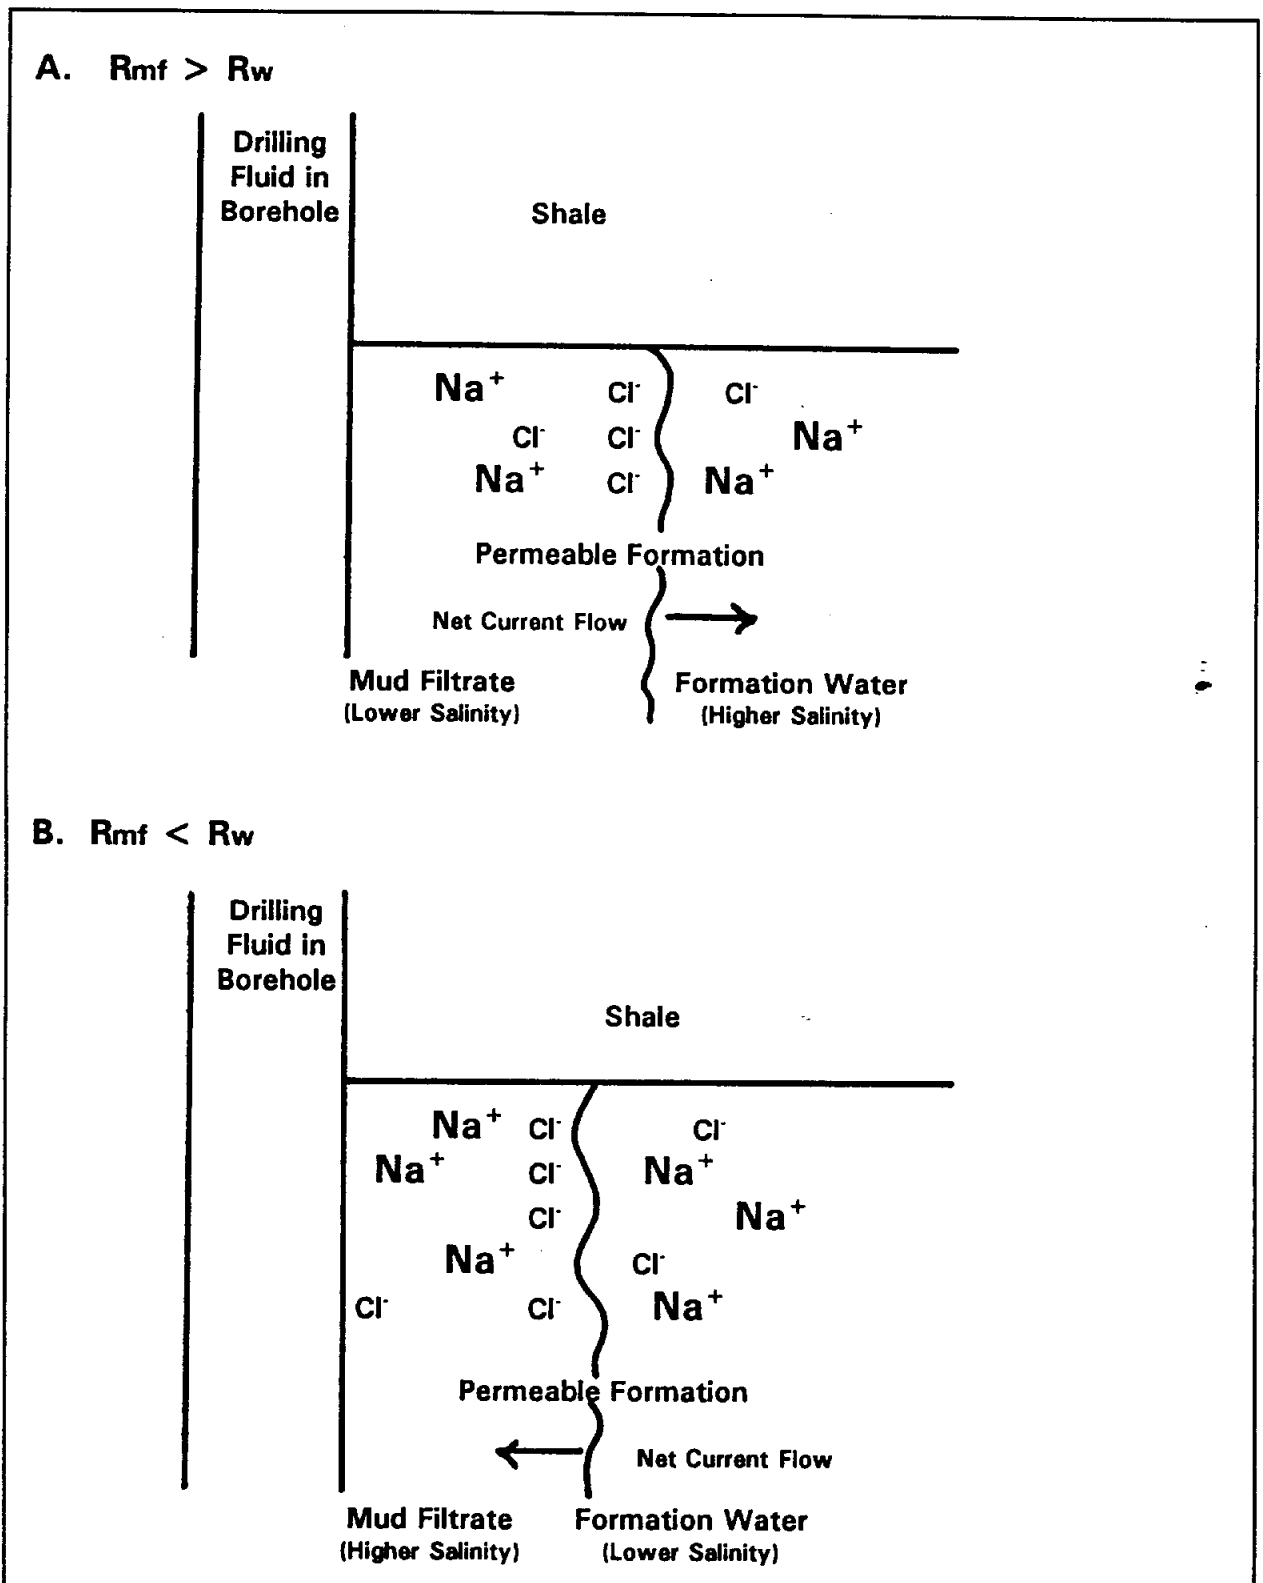 A. Rmf > Rw
Drilling
Fluid in
Borehole
Shale
Na+ Cl- Cl-
Cl- Cl- Na+
Na+ Cl- Na+
Permeable Formation
Net Current Flow
Mud Filtrate Formation Water
(Lower Salinity) (Higher Salinity)
B. Rmf < Rw
Drilling
Fluid in
Borehole
Shale
Na+ Cl- Cl-
Na+ Cl- Na+
Cl- Na+
Na+ Cl-
Cl- Cl- Na+
Permeable Formation
Net Current Flow
Mud Filtrate Formation Water
(Higher Salinity) (Lower Salinity)